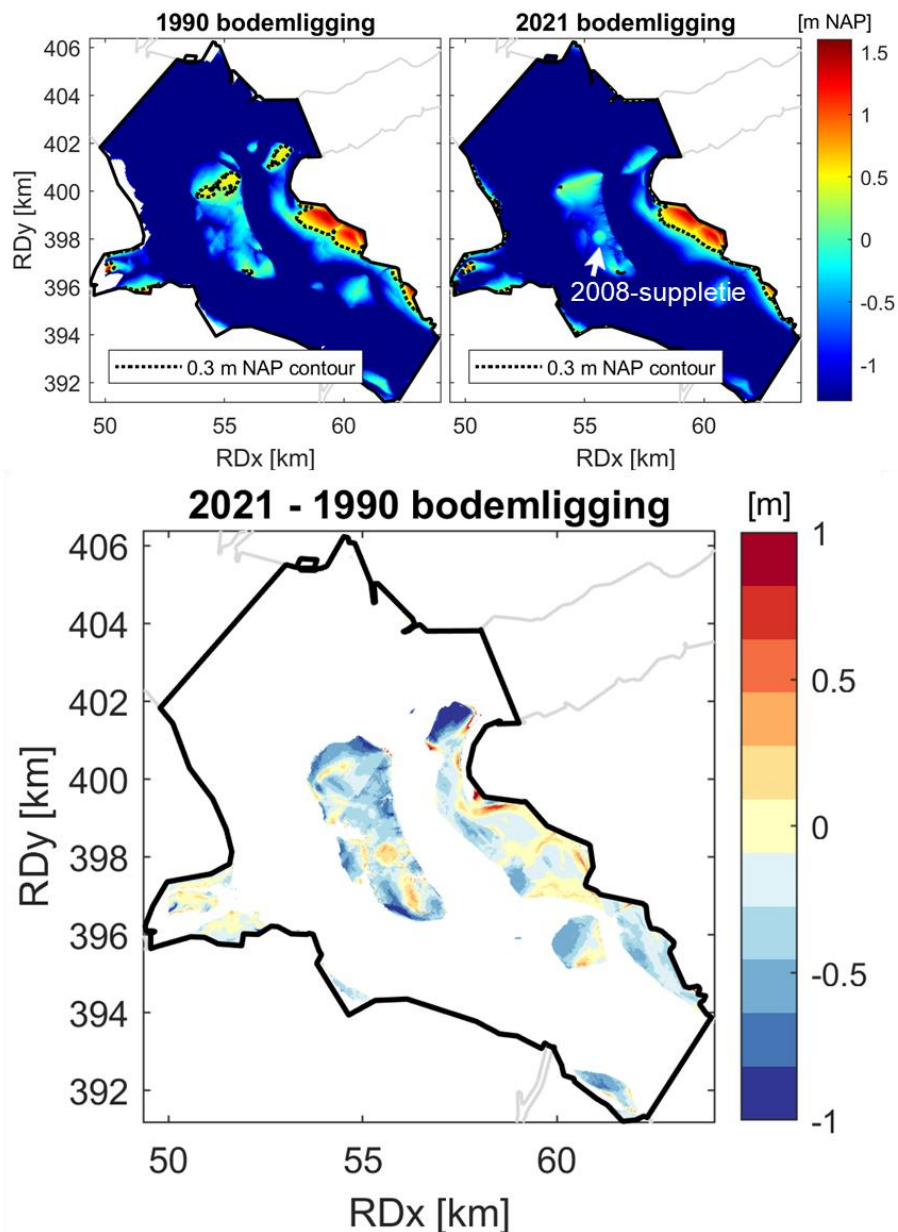 1990 bodemligging
2021 bodemligging
[m NAP]
406
404
402
400
398
396
394
392
RDy [km]
0.3 m NAP contour
50
55
60
RDx [km]
2008-suppletie
0.3 m NAP contour
50
55
60
RDx [km]
1.5
1
0.5
0
-0.5
-1
2021 - 1990 bodemligging
[m]
406
404
402
400
398
396
394
392
RDy [km]
50
55
60
RDx [km]
1
0.5
0
-0.5
-1